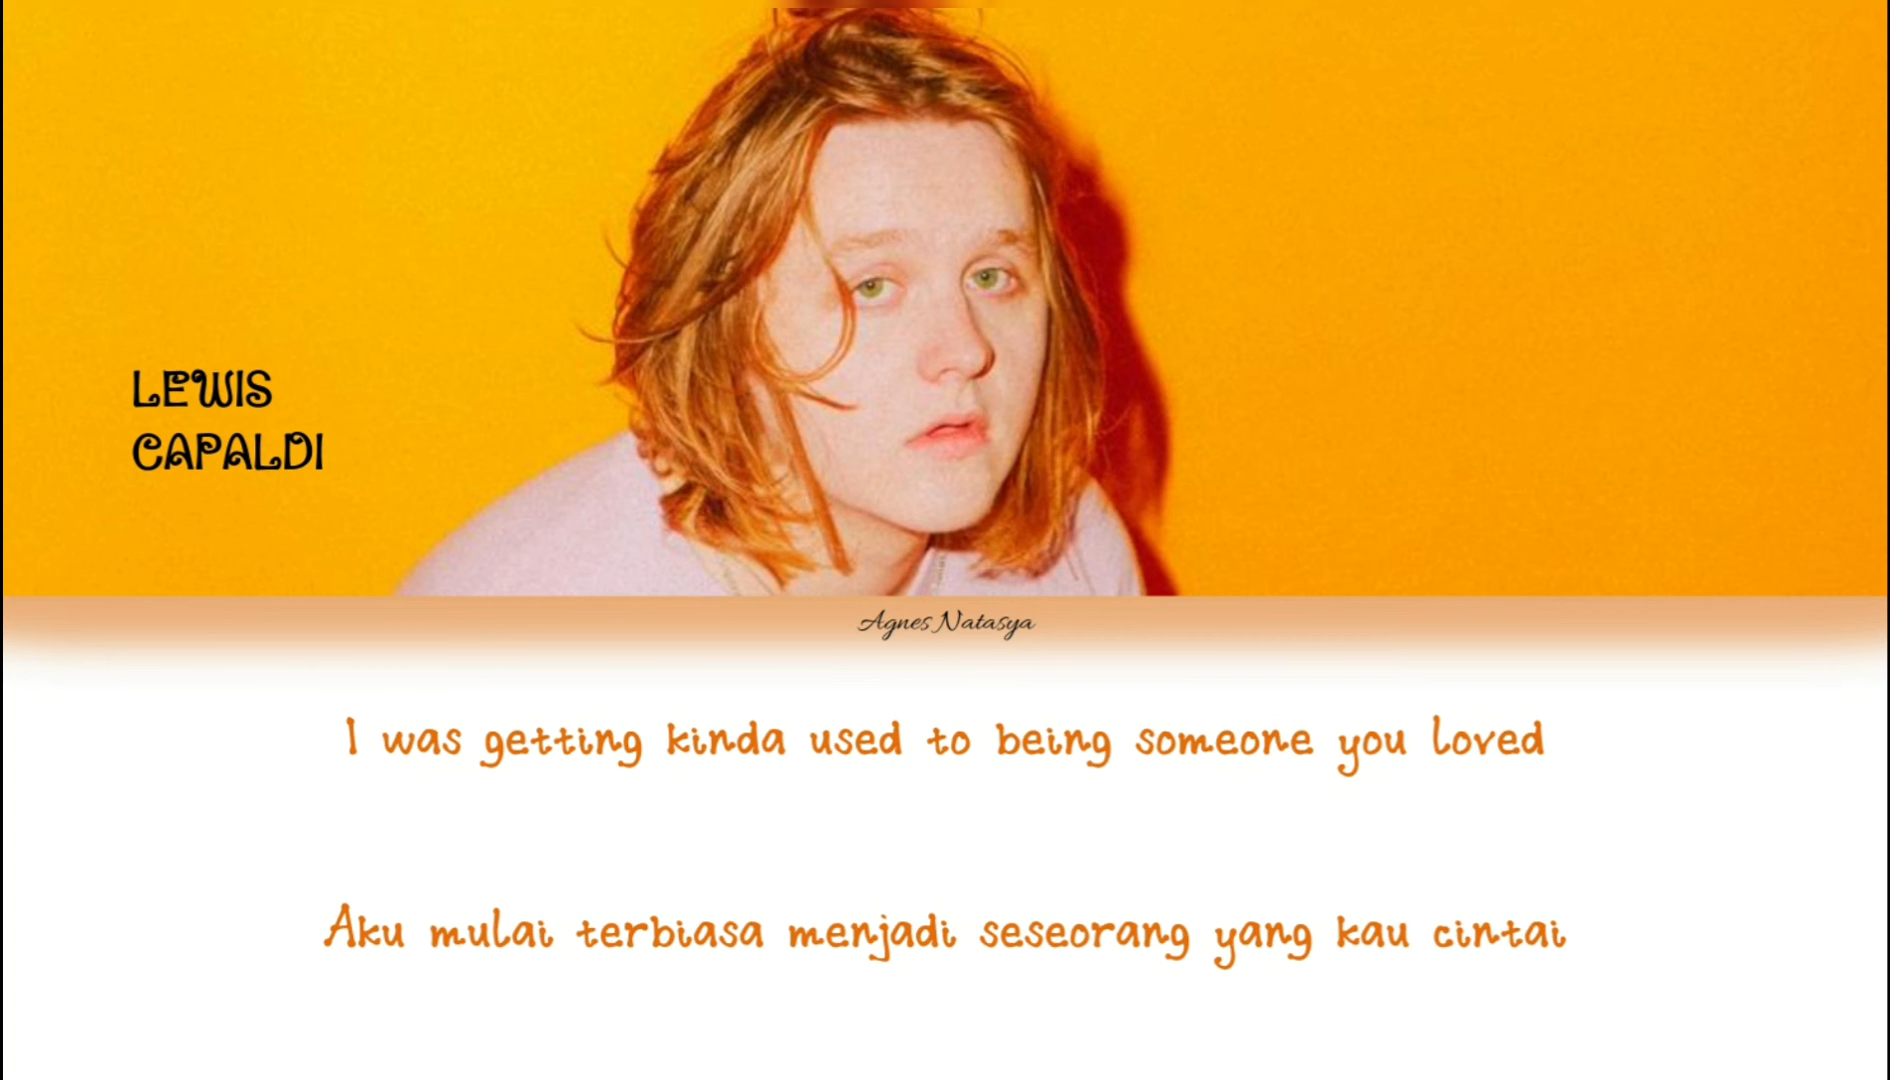 LEWIS
CAPALDI
Agnes Natasya
I was getting kinda used to being someone you loved
Aku mulai terbiasa menjadi seseorang yang kau cintai